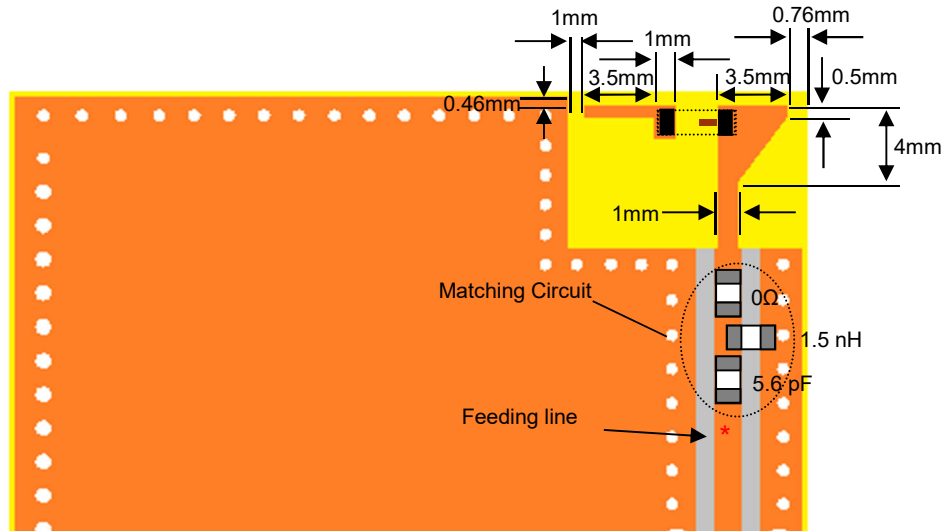 0.76mm
1mm
1mm
3.5mm
3.5mm
0.5mm
0.46mm
4mm
1mm
Matching Circuit
0Ω
1.5 nH
5.6 pF
Feeding line
*